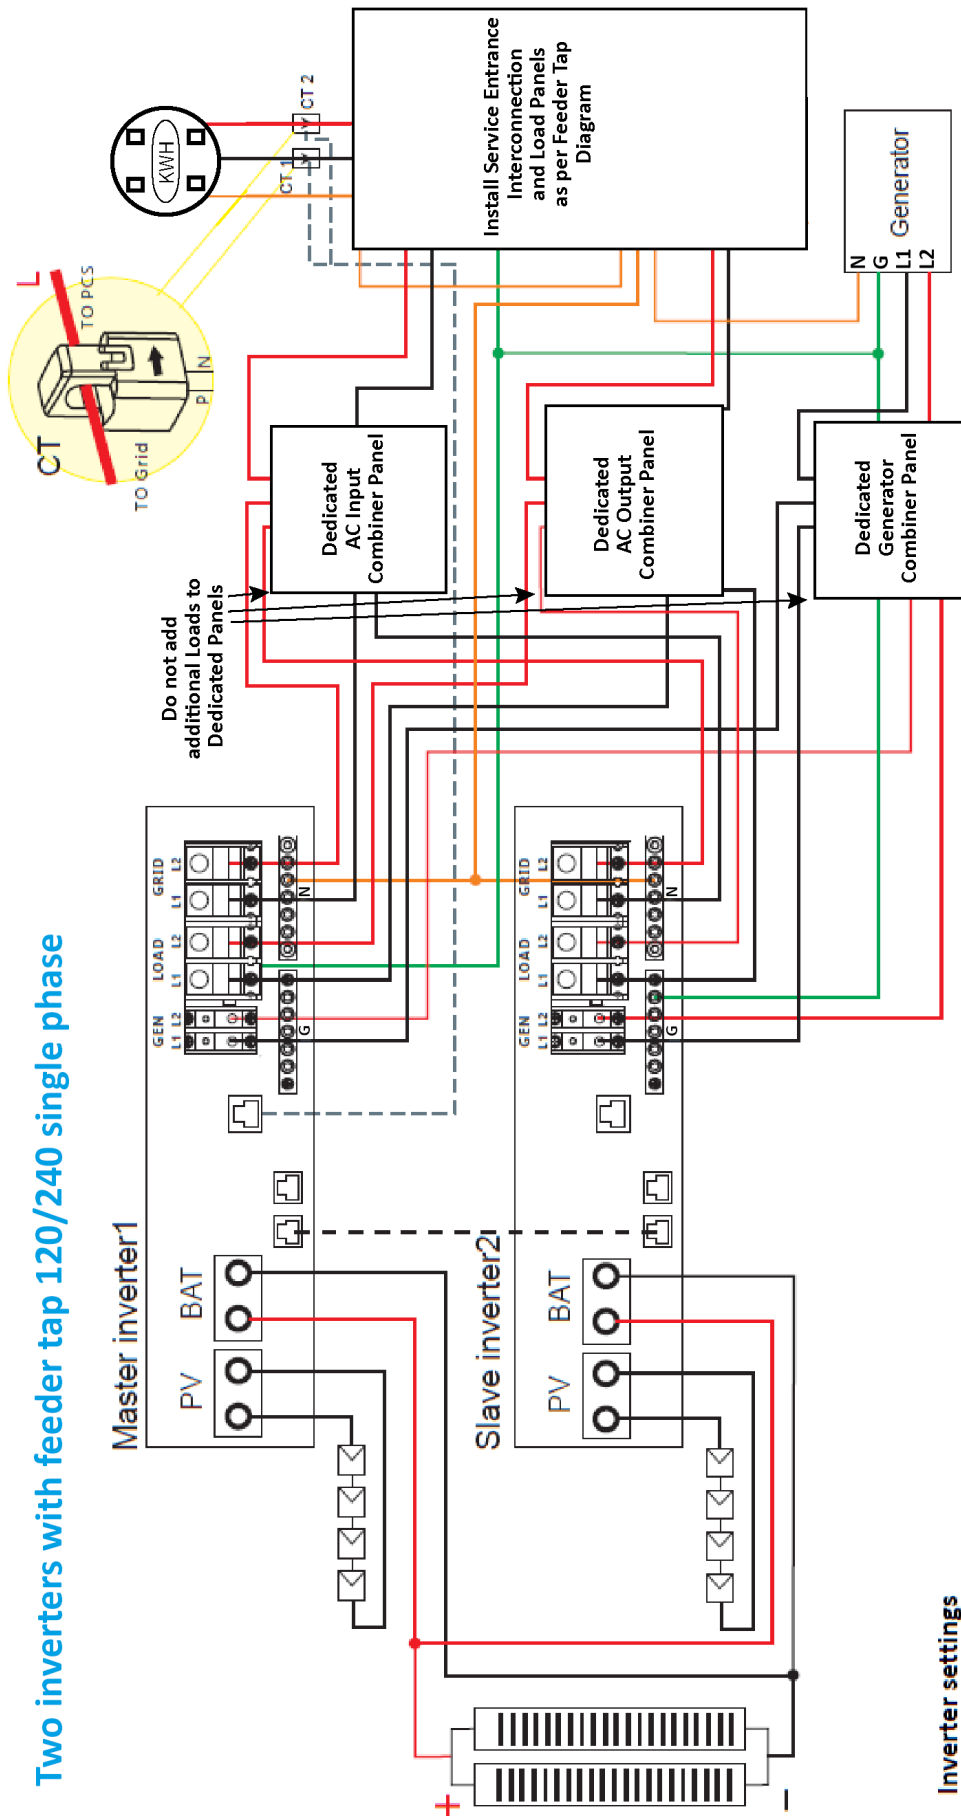 Two inverters with feeder tap 120/240 single phase
Master inverter1
PV
BAT
GEN
L1 L2
LOAD
L1 L2
GRID
L1 L2
G
N
Slave inverter2
PV
BAT
GEN
L1 L2
LOAD
L1 L2
GRID
L1 L2
G
N
+
-
Do not add
additional Loads to
Dedicated Panels
Dedicated
AC Input
Combiner Panel
Dedicated
AC Output
Combiner Panel
Dedicated
Generator
Combiner Panel
CT
TO Grid
TO PCS
L
P N
KWH
CT 1
CT 2
Install Service Entrance
Interconnection
and Load Panels
as per Feeder Tap
Diagram
N
G
L1
L2
Generator
Inverter settings